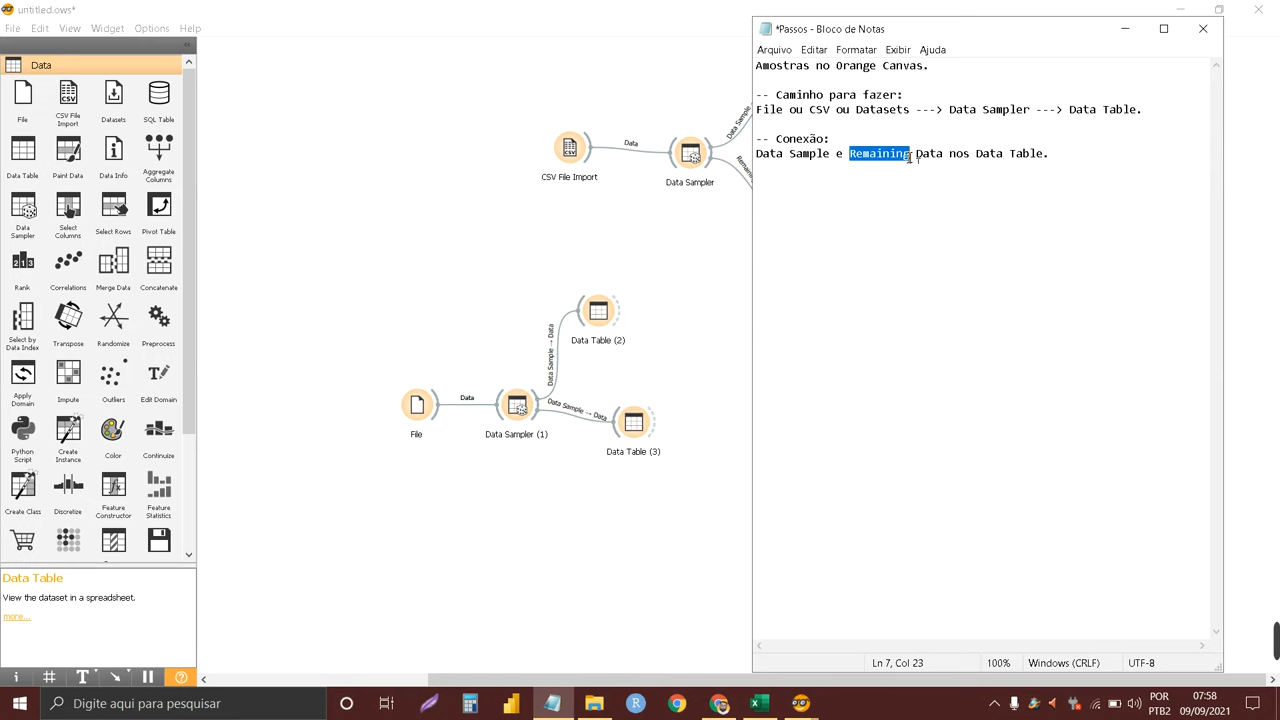 untitled.ows*
File Edit View Widget Options Help
Data
File
CSV File Import
Datasets
SQL Table
Data Table
Paint Data
Data Info
Aggregate Columns
Data Sampler
Select Columns
Select Rows
Pivot Table
Rank
Correlations
Merge Data
Concatenate
Select by Data Index
Transpose
Randomize
Preprocess
Apply Domain
Impute
Outliers
Edit Domain
Python Script
Create Instance
Color
Continuize
Create Class
Discretize
Feature Constructor
Feature Statistics
Data Table
View the dataset in a spreadsheet.
more...
CSV File Import
Data
Data Sampler
Data Sample
Remaining
File
Data
Data Sampler (1)
Data Sample → Data
Data Table (2)
Data Sample → Data
Data Table (3)
*Passos - Bloco de Notas
Arquivo Editar Formatar Exibir Ajuda
Amostras no Orange Canvas.
-- Caminho para fazer:
File ou CSV ou Datasets ---> Data Sampler ---> Data Table.
-- Conexão:
Data Sample e Remaining Data nos Data Table.
Ln 7, Col 23
100%
Windows (CRLF)
UTF-8
Digite aqui para pesquisar
POR
PTB2
07:58
09/09/2021